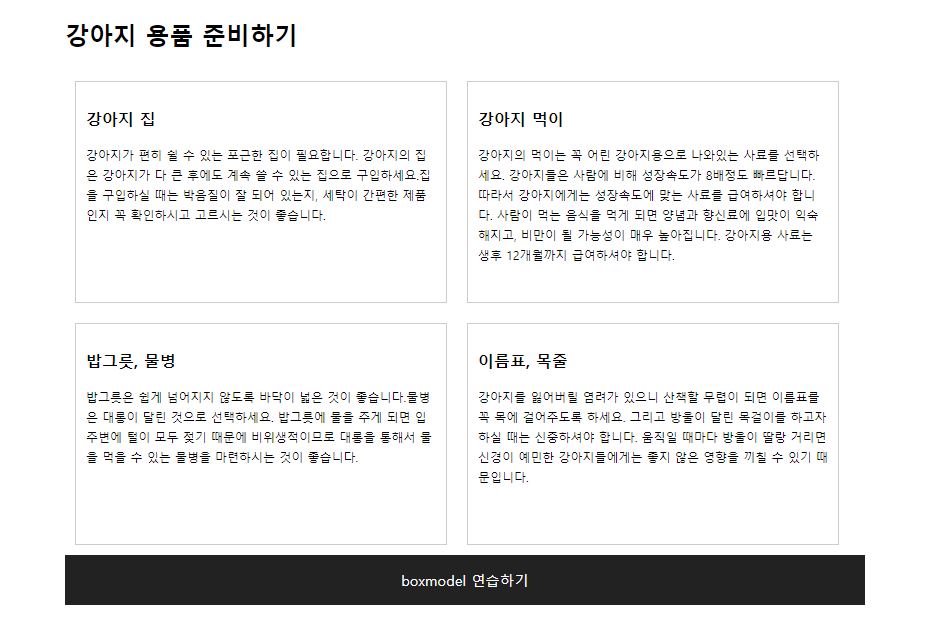 강아지 용품 준비하기
강아지 집
강아지가 편히 쉴 수 있는 포근한 집이 필요합니다. 강아지의 집
은 강아지가 다 큰 후에도 계속 쓸 수 있는 집으로 구입하세요.집
을 구입하실 때는 박음질이 잘 되어 있는지, 세탁이 간편한 제품
인지 꼭 확인하시고 고르시는 것이 좋습니다.
강아지 먹이
강아지의 먹이는 꼭 어린 강아지용으로 나와있는 사료를 선택하
세요. 강아지들은 사람에 비해 성장속도가 8배정도 빠르답니다.
따라서 강아지에게는 성장속도에 맞는 사료를 급여하셔야 합니
다. 사람이 먹는 음식을 먹게 되면 양념과 향신료에 입맛이 익숙
해지고, 비만이 될 가능성이 매우 높아집니다. 강아지용 사료는
생후 12개월까지 급여하셔야 합니다.
밥그릇, 물병
밥그릇은 쉽게 넘어지지 않도록 바닥이 넓은 것이 좋습니다.물병
은 대롱이 달린 것으로 선택하세요. 밥그릇에 물을 주게 되면 입
주변에 털이 모두 젖기 때문에 비위생적이므로 대롱을 통해서 물
을 먹을 수 있는 물병을 마련하시는 것이 좋습니다.
이름표, 목줄
강아지를 잃어버릴 염려가 있으니 산책할 무렵이 되면 이름표를
꼭 목에 걸어주도록 하세요. 그리고 방울이 달린 목걸이를 하고자
하실 때는 신중하셔야 합니다. 움직일 때마다 방울이 딸랑 거리면
신경이 예민한 강아지들에게는 좋지 않은 영향을 끼칠 수 있기 때
문입니다.
boxmodel 연습하기